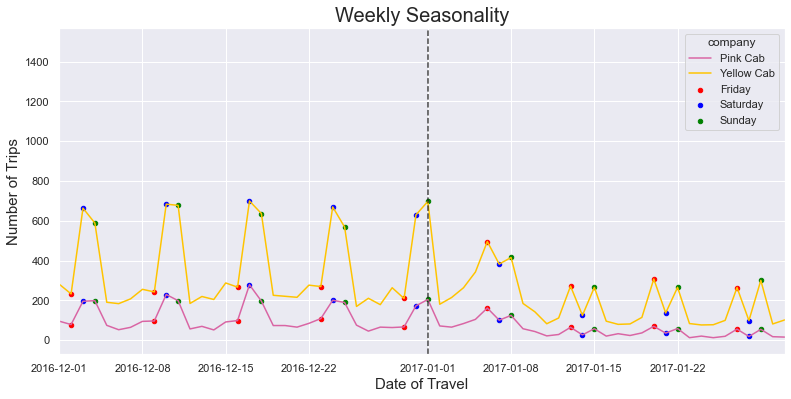 Weekly Seasonality
company
Pink Cab
Yellow Cab
Friday
Saturday
Sunday
Number of Trips
1400
1200
1000
800
600
400
200
0
2016-12-01 2016-12-08 2016-12-15 2016-12-22 2017-01-01 2017-01-08 2017-01-15 2017-01-22
Date of Travel